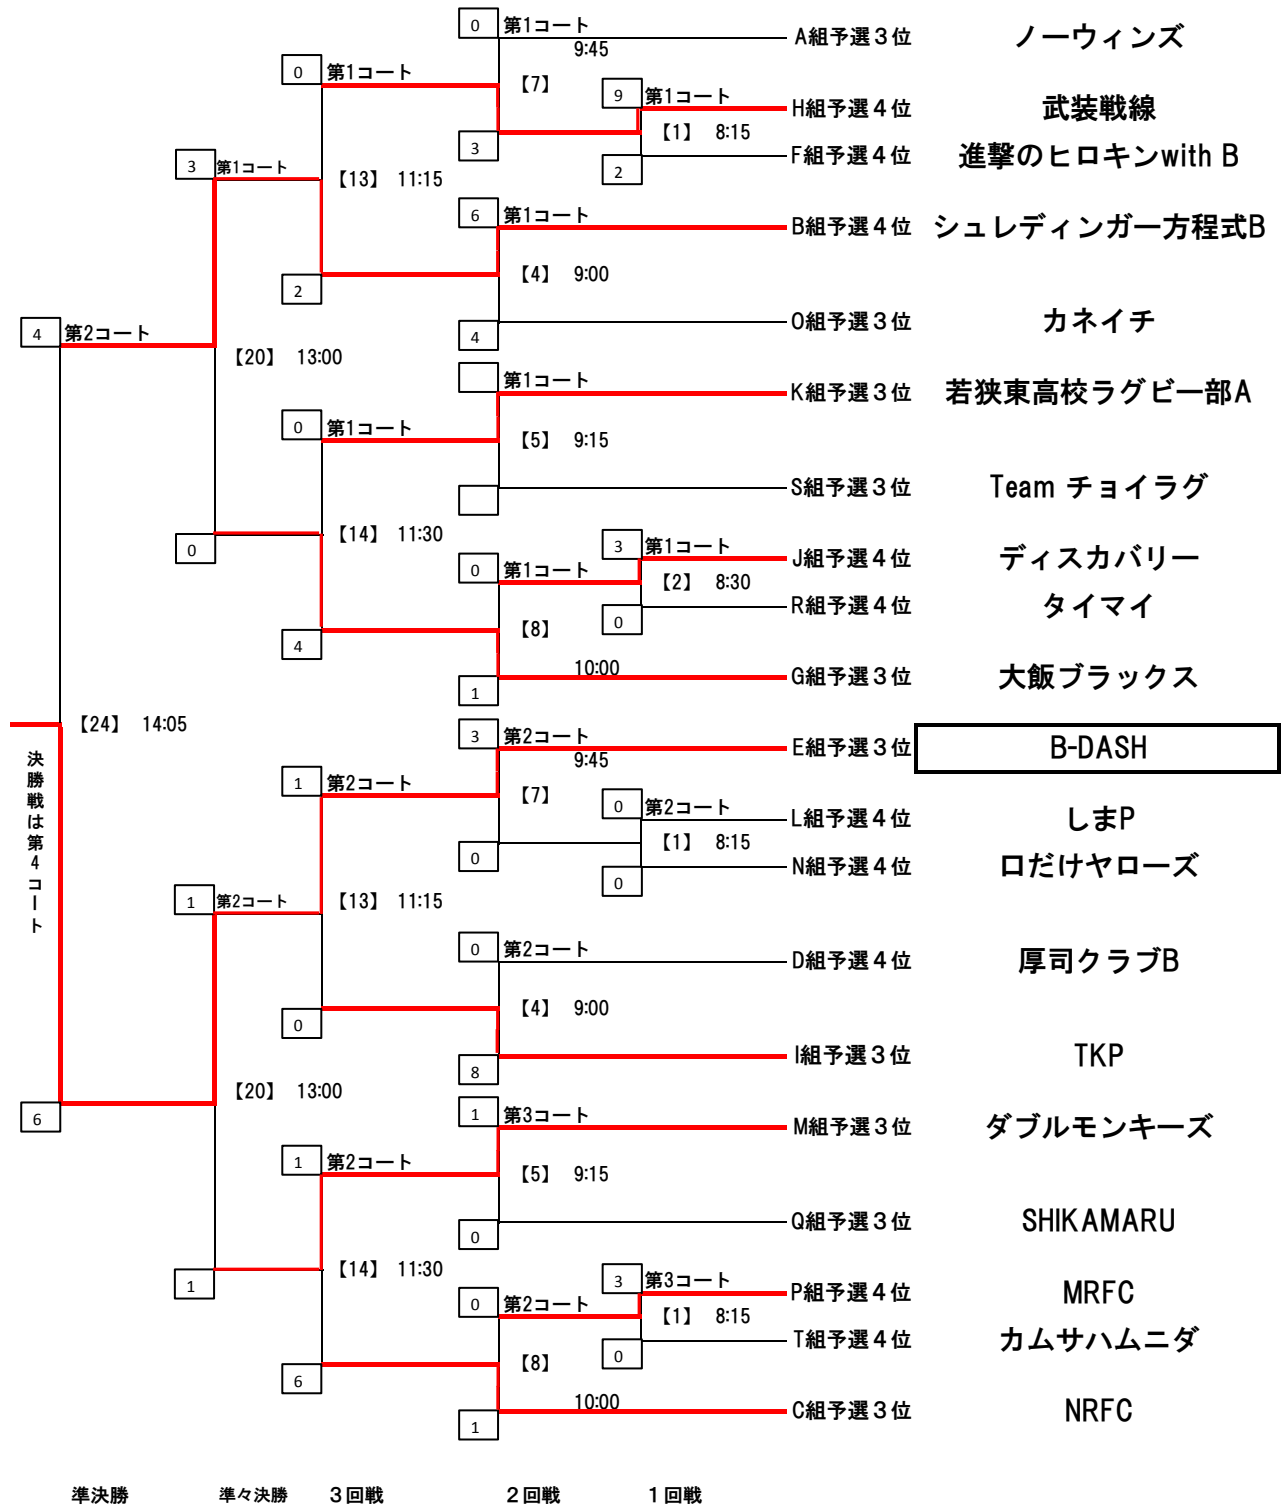 0 第1コート
9:45
A組予選3位 ノーウィンズ
0 第1コート
【7】
9 第1コート
H組予選4位 武装戦線
【1】 8:15
3
2
F組予選4位 進撃のヒロキンwith B
3 第1コート
【13】 11:15
6 第1コート
B組予選4位 シュレディンガー方程式B
2
【4】 9:00
4 第2コート
4
O組予選3位 カネイチ
【20】 13:00
第1コート
K組予選3位 若狭東高校ラグビー部A
0 第1コート
【5】 9:15
S組予選3位 Team チョイラグ
0
【14】 11:30
3 第1コート
J組予選4位 ディスカバリー
0 第1コート
【2】 8:30
R組予選4位 タイマイ
0
4
【8】
10:00
1
G組予選3位 大飯ブラックス
【24】 14:05
3 第2コート
9:45
E組予選3位 B-DASH
決勝戦は第4コート
1 第2コート
【7】
0 第2コート
L組予選4位 しまP
【1】 8:15
0
0
N組予選4位 口だけヤローズ
1 第2コート
【13】 11:15
0 第2コート
D組予選4位 厚司クラブB
0
【4】 9:00
8
I組予選3位 TKP
【20】 13:00
6
1 第3コート
M組予選3位 ダブルモンキーズ
1 第2コート
【5】 9:15
0
Q組予選3位 SHIKAMARU
1
【14】 11:30
3 第3コート
P組予選4位 MRFC
0 第2コート
【1】 8:15
T組予選4位 カムサハムニダ
0
6
【8】
10:00
1
C組予選3位 NRFC
準決勝 準々決勝 3回戦 2回戦 1回戦